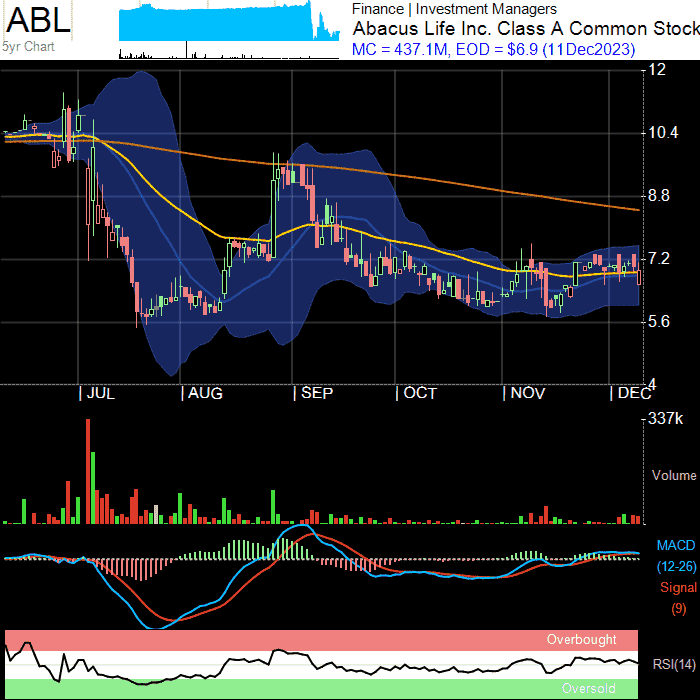 ABL
5yr Chart
Finance | Investment Managers
Abacus Life Inc. Class A Common Stock
MC = 437.1M, EOD = $6.9 (11Dec2023)
12
10.4
8.8
7.2
5.6
4
JUL AUG SEP OCT NOV DEC
337k
Volume
MACD
(12-26)
Signal
(9)
Overbought
RSI(14)
Oversold